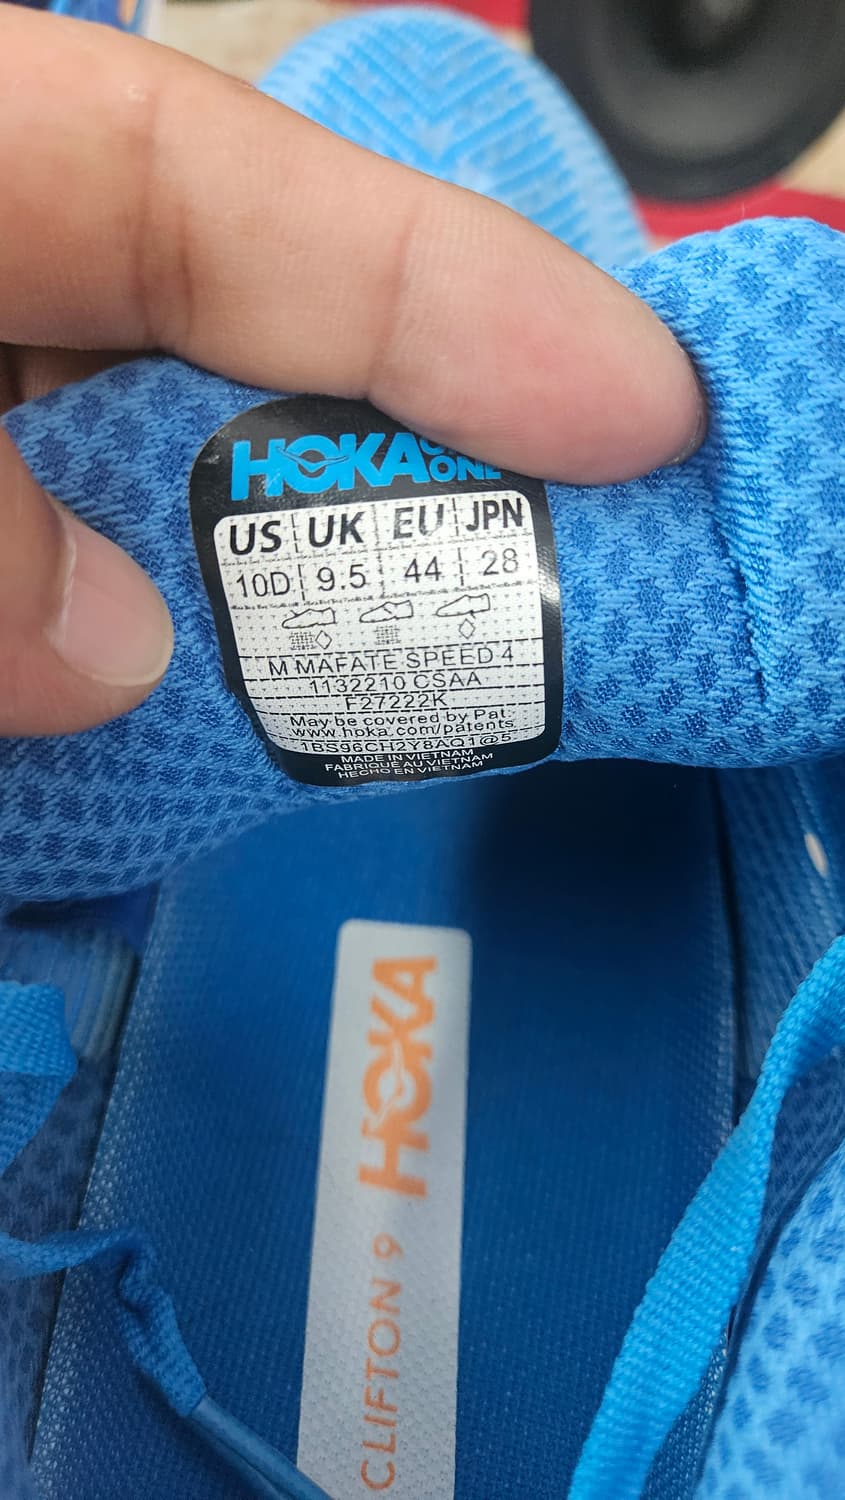 HOKA
ONE
US UK EU JPN
10D 9.5 44 28
M MAFATE SPEED 4
1132210 CSAA
F27222K
May be covered by Pat.
www.hoka.com/patents
1BS96CH2Y8AQ1@5
MADE IN VIETNAM
FABRIQUE AU VIETNAM
HECHO EN VIETNAM
CLIFTON 9 HOKA